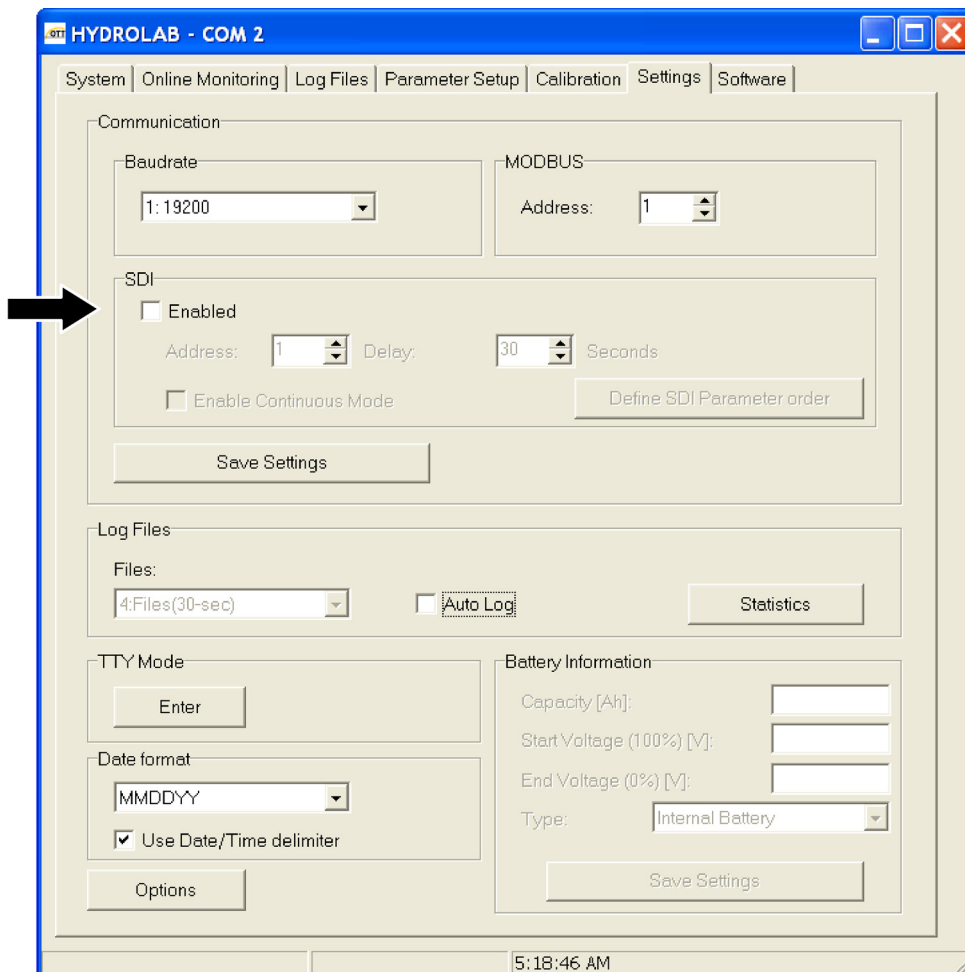 OTT HYDROLAB - COM 2
System Online Monitoring Log Files Parameter Setup Calibration Settings Software
Communication
Baudrate
1: 19200
MODBUS
Address: 1
SDI
Enabled
Address: 1 Delay: 30 Seconds
Enable Continuous Mode
Define SDI Parameter order
Save Settings
Log Files
Files:
4:Files(30-sec)
Auto Log
Statistics
TTY Mode
Enter
Date format
MMDDYY
Use Date/Time delimiter
Options
Battery Information
Capacity [Ah]:
Start Voltage (100%) [V]:
End Voltage (0%) [V]:
Type: Internal Battery
Save Settings
5:18:46 AM